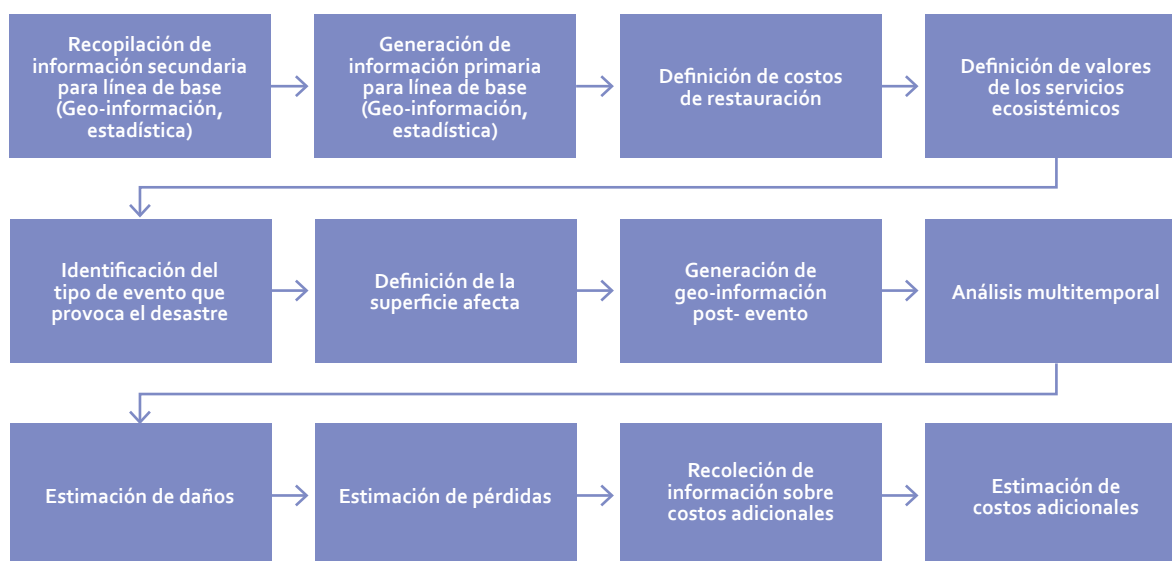 Recopilación de
información secundaria
para línea de base
(Geo-información,
estadística)
Generación de
información primaria
para línea de base
(Geo-información,
estadística)
Definición de costos
de restauración
Definición de valores
de los servicios
ecosistémicos
Identificación del
tipo de evento que
provoca el desastre
Definición de la
superficie afecta
Generación de
geo-información
post- evento
Análisis multitemporal
Estimación de daños
Estimación de pérdidas
Recoleción de
información sobre
costos adicionales
Estimación de
costos adicionales